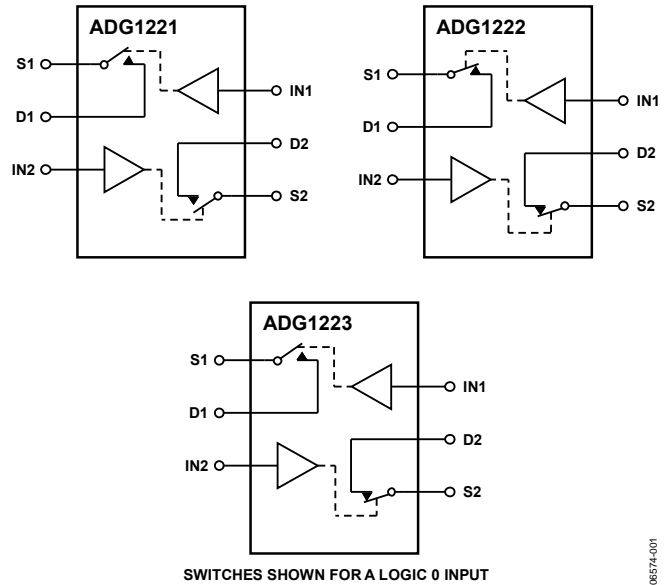 ADG1221
S1
IN1
D1
D2
IN2
S2
ADG1222
S1
IN1
D1
D2
IN2
S2
ADG1223
S1
IN1
D1
D2
IN2
S2
SWITCHES SHOWN FOR A LOGIC 0 INPUT
06574-001